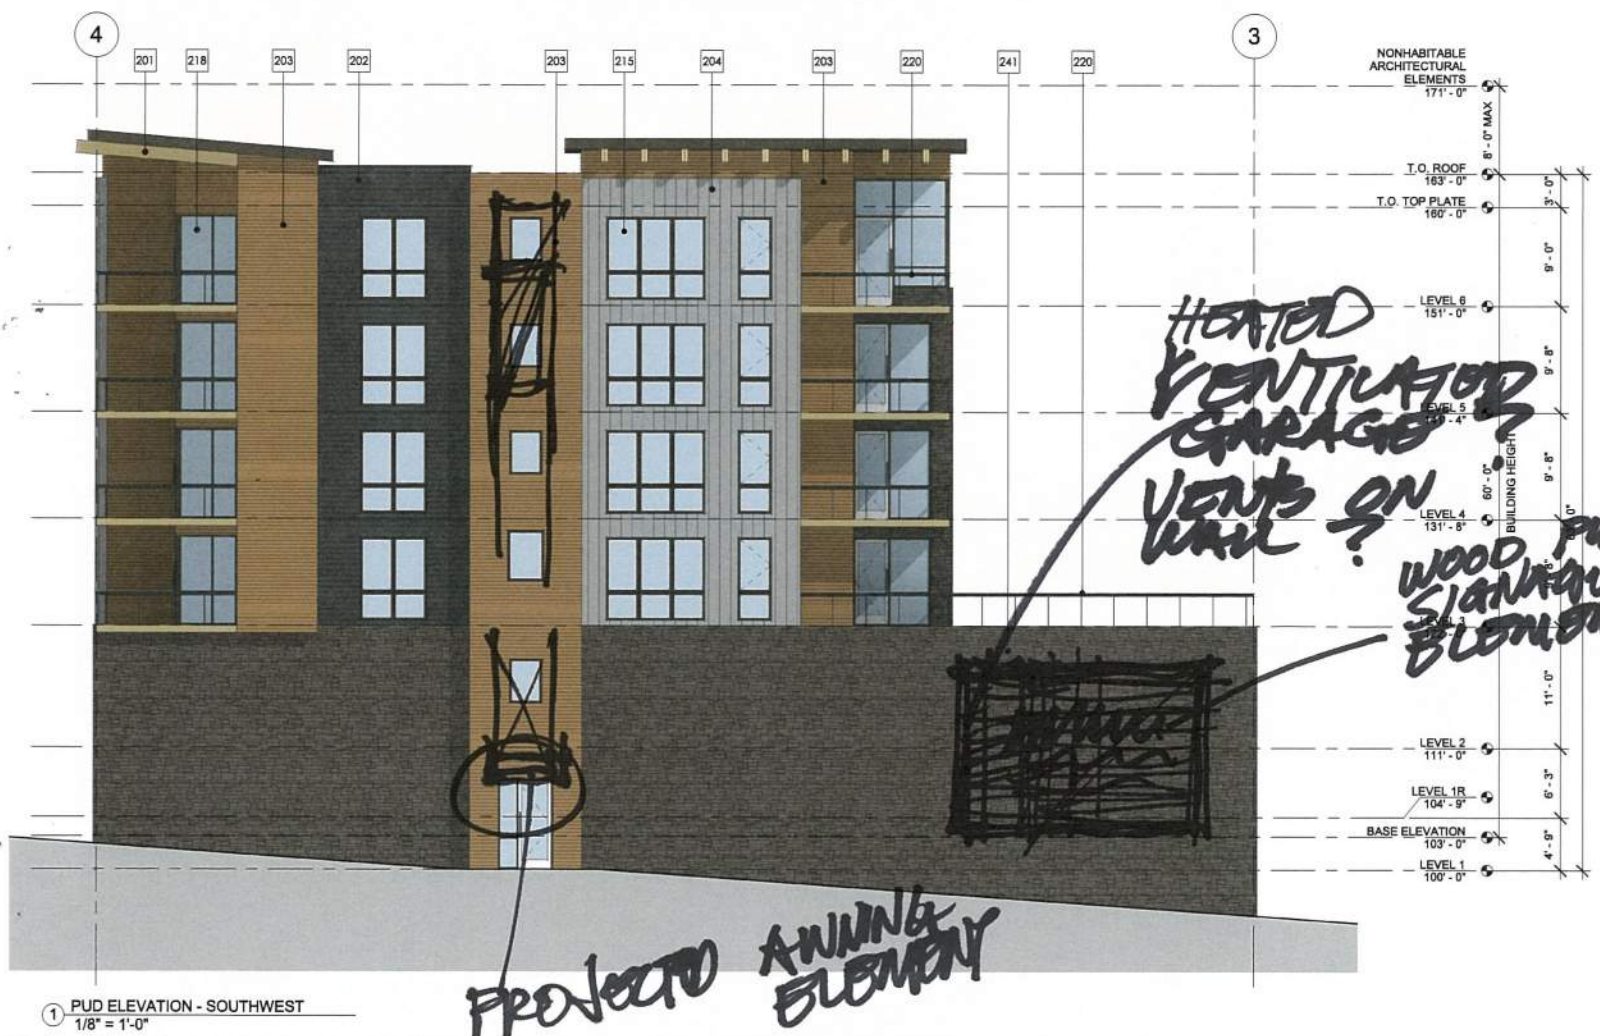 4
3
201
218
203
202
203
215
204
203
220
241
220
NONHABITABLE
ARCHITECTURAL
ELEMENTS
171' - 0"
8' - 0" MAX
T.O. ROOF
163' - 0"
3' - 0"
T.O. TOP PLATE
160' - 0"
9' - 0"
LEVEL 6
151' - 0"
9' - 8"
LEVEL 5
141' - 4"
9' - 8"
60' - 0"
BUILDING HEIGHT
LEVEL 4
131' - 8"
LEVEL 3
11' - 0"
LEVEL 2
111' - 0"
6' - 3"
LEVEL 1R
104' - 9"
BASE ELEVATION
103' - 0"
4' - 9"
LEVEL 1
100' - 0"
HEATED
VENTILATED
GARAGE ?
VENTS ON
WALL ?
WOOD
ELEMEN
PROJECTED AWNING
ELEMENT
1 PUD ELEVATION - SOUTHWEST
1/8" = 1'-0"